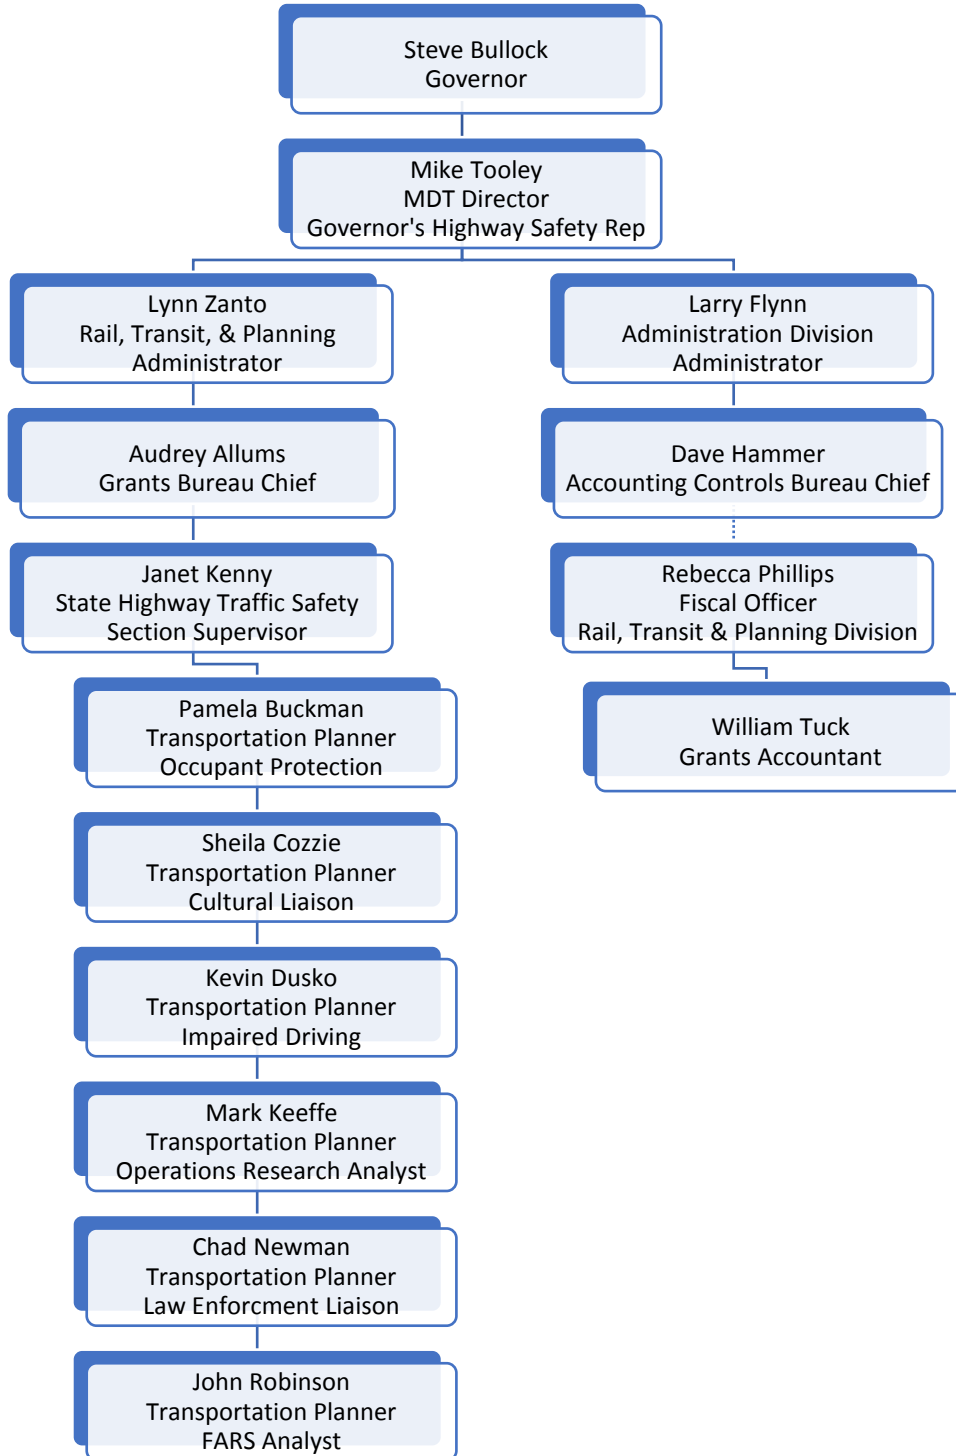 Steve Bullock
Governor
Mike Tooley
MDT Director
Governor's Highway Safety Rep
Lynn Zanto
Rail, Transit, & Planning
Administrator
Larry Flynn
Administration Division
Administrator
Audrey Allums
Grants Bureau Chief
Dave Hammer
Accounting Controls Bureau Chief
Janet Kenny
State Highway Traffic Safety
Section Supervisor
Rebecca Phillips
Fiscal Officer
Rail, Transit & Planning Division
Pamela Buckman
Transportation Planner
Occupant Protection
William Tuck
Grants Accountant
Sheila Cozzie
Transportation Planner
Cultural Liaison
Kevin Dusko
Transportation Planner
Impaired Driving
Mark Keeffe
Transportation Planner
Operations Research Analyst
Chad Newman
Transportation Planner
Law Enforcment Liaison
John Robinson
Transportation Planner
FARS Analyst